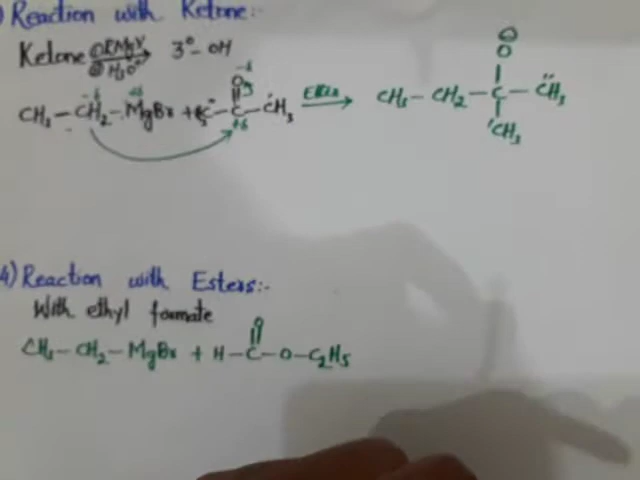 ) Reaction with Ketone:-
Ketone ①RMgX ②H₃O⁺ 3°-OH
CH₃-CH₂-MgBr + C-C-CH₃ Ether CH₃-CH₂-C-CH₃
O
O
CH₃
4) Reaction with Esters:-
With ethyl formate
O
CH₃-CH₂-MgBr + H-C-O-C₂H₅